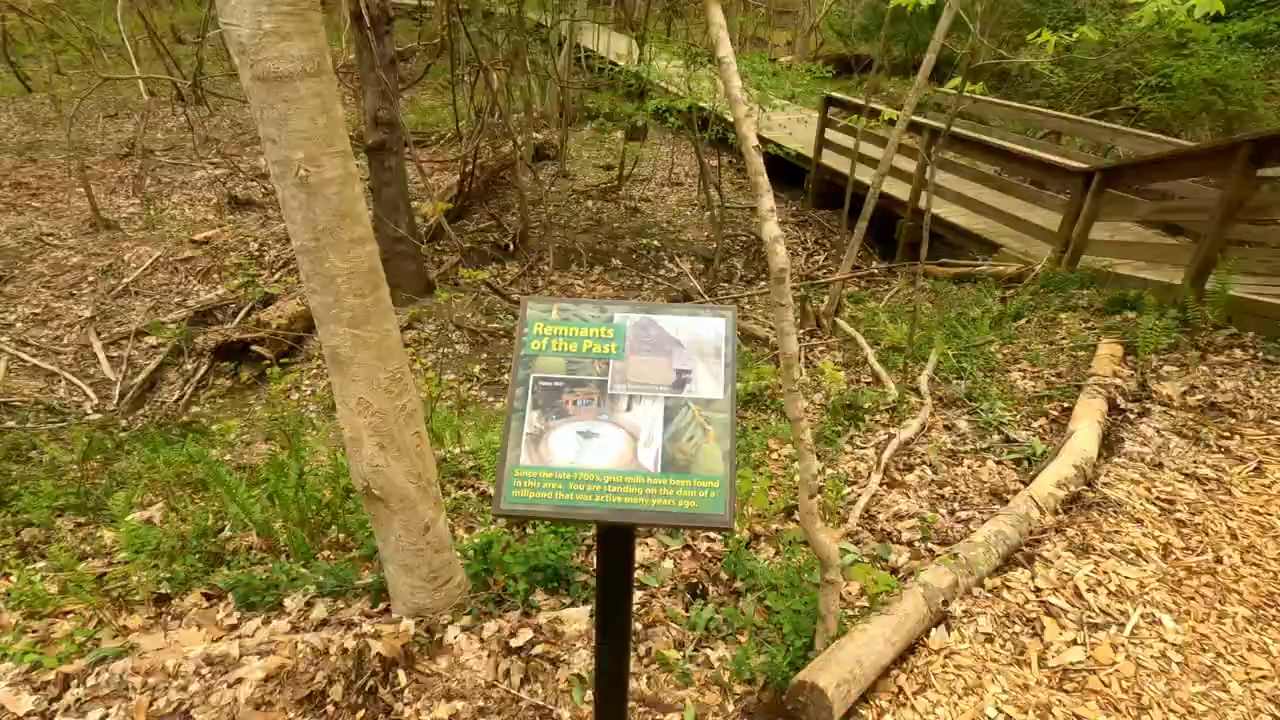 Remnants
of the Past
Since the late 1700's, grist mills have been found
in this area. You are standing on the dam of a
millpond that was active many years ago.